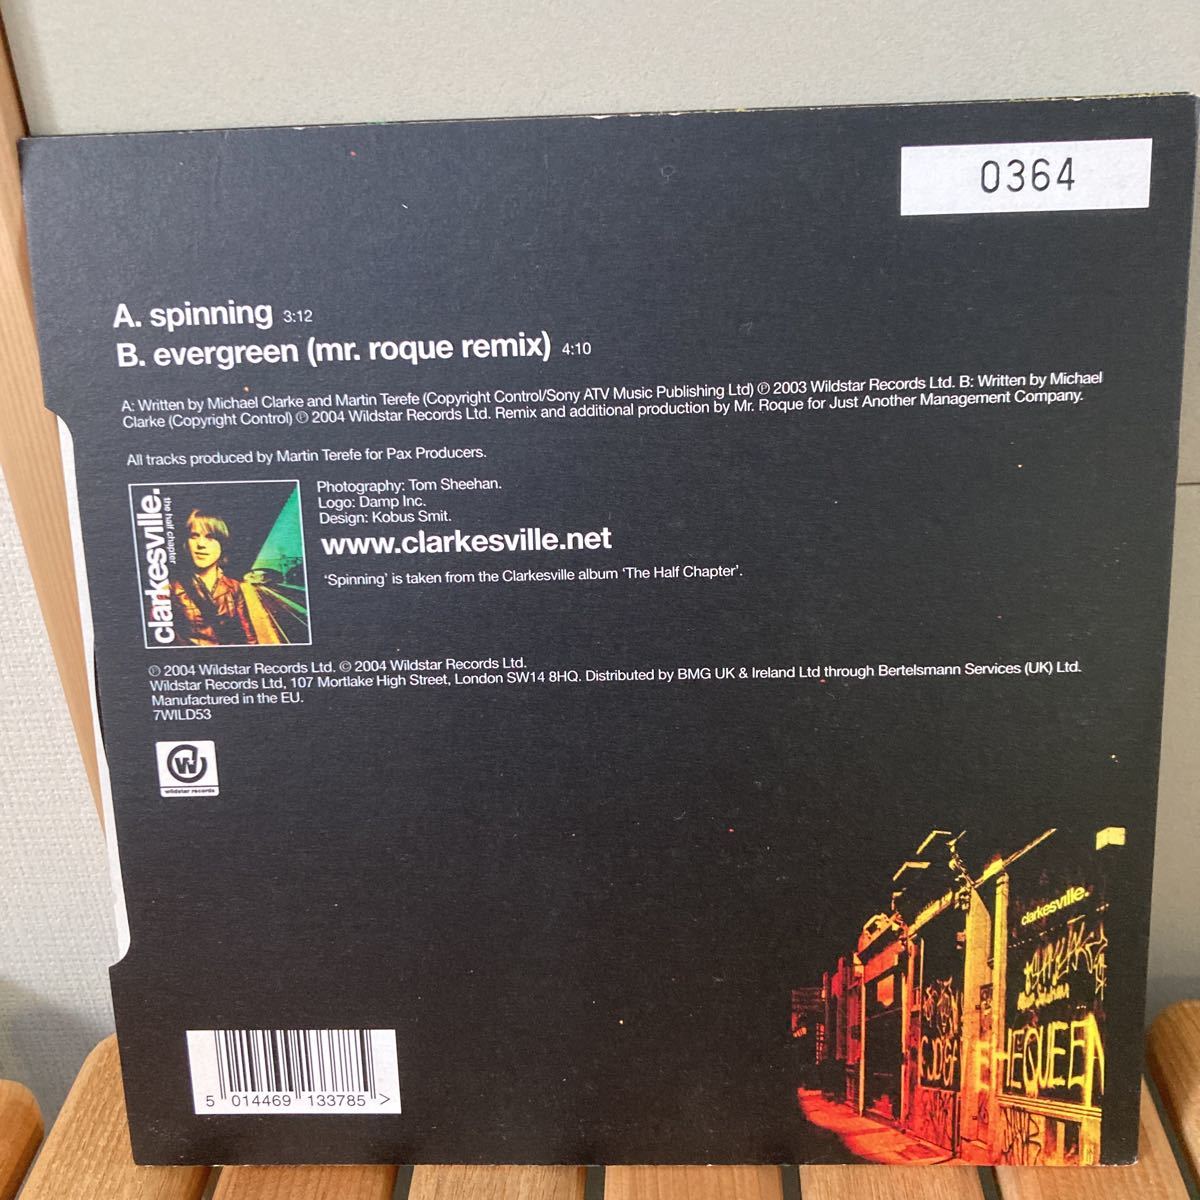 0364
A. spinning 3:12
B. evergreen (mr. roque remix) 4:10
A: Written by Michael Clarke and Martin Terefe (Copyright Control/Sony ATV Music Publishing Ltd) ℗ 2003 Wildstar Records Ltd. B: Written by Michael
Clarke (Copyright Control) ℗ 2004 Wildstar Records Ltd. Remix and additional production by Mr. Roque for Just Another Management Company.
All tracks produced by Martin Terefe for Pax Producers.
clarkesville.
the half chapter
Photography: Tom Sheehan.
Logo: Damp Inc.
Design: Kobus Smit.
www.clarkesville.net
‘Spinning’ is taken from the Clarkesville album ‘The Half Chapter’.
℗ 2004 Wildstar Records Ltd. © 2004 Wildstar Records Ltd.
Wildstar Records Ltd, 107 Mortlake High Street, London SW14 8HQ. Distributed by BMG UK & Ireland Ltd through Bertelsmann Services (UK) Ltd.
Manufactured in the EU.
7WILD53
W
wildstar records
clarkesville.
HEQUEEN
5 014469 133785 >